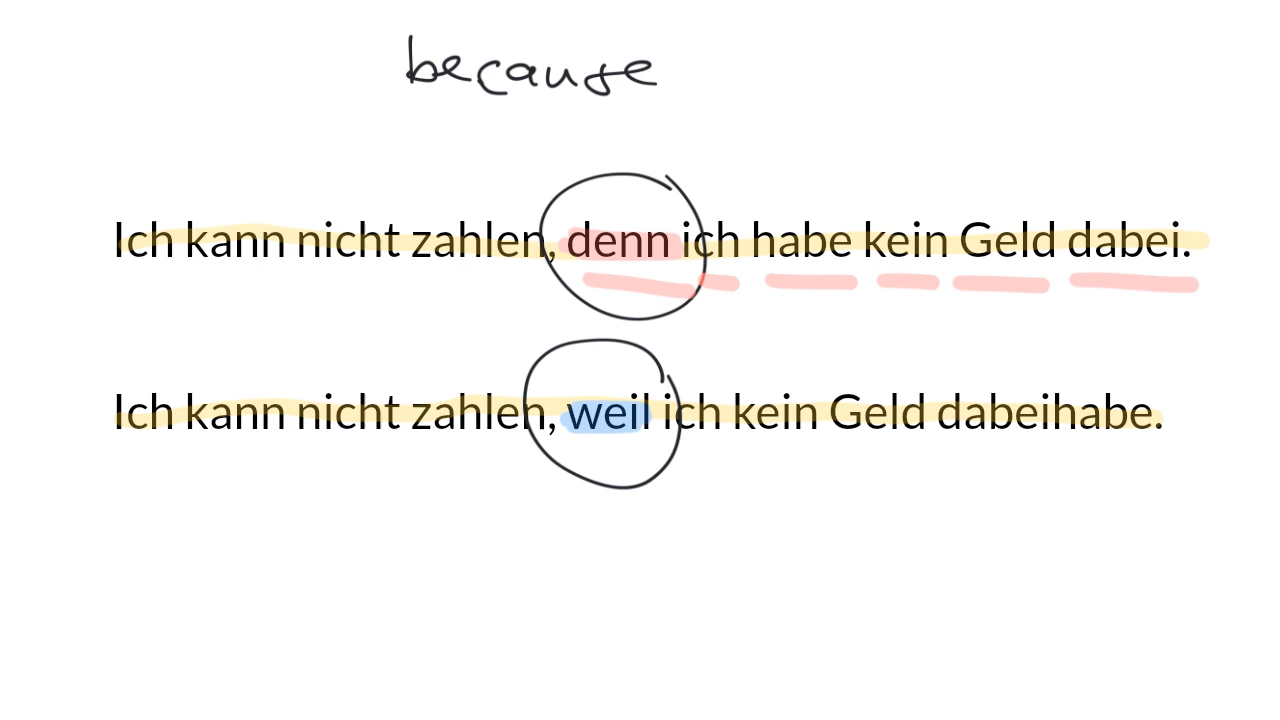 because
Ich kann nicht zahlen, denn ich habe kein Geld dabei.
Ich kann nicht zahlen, weil ich kein Geld dabeihabe.